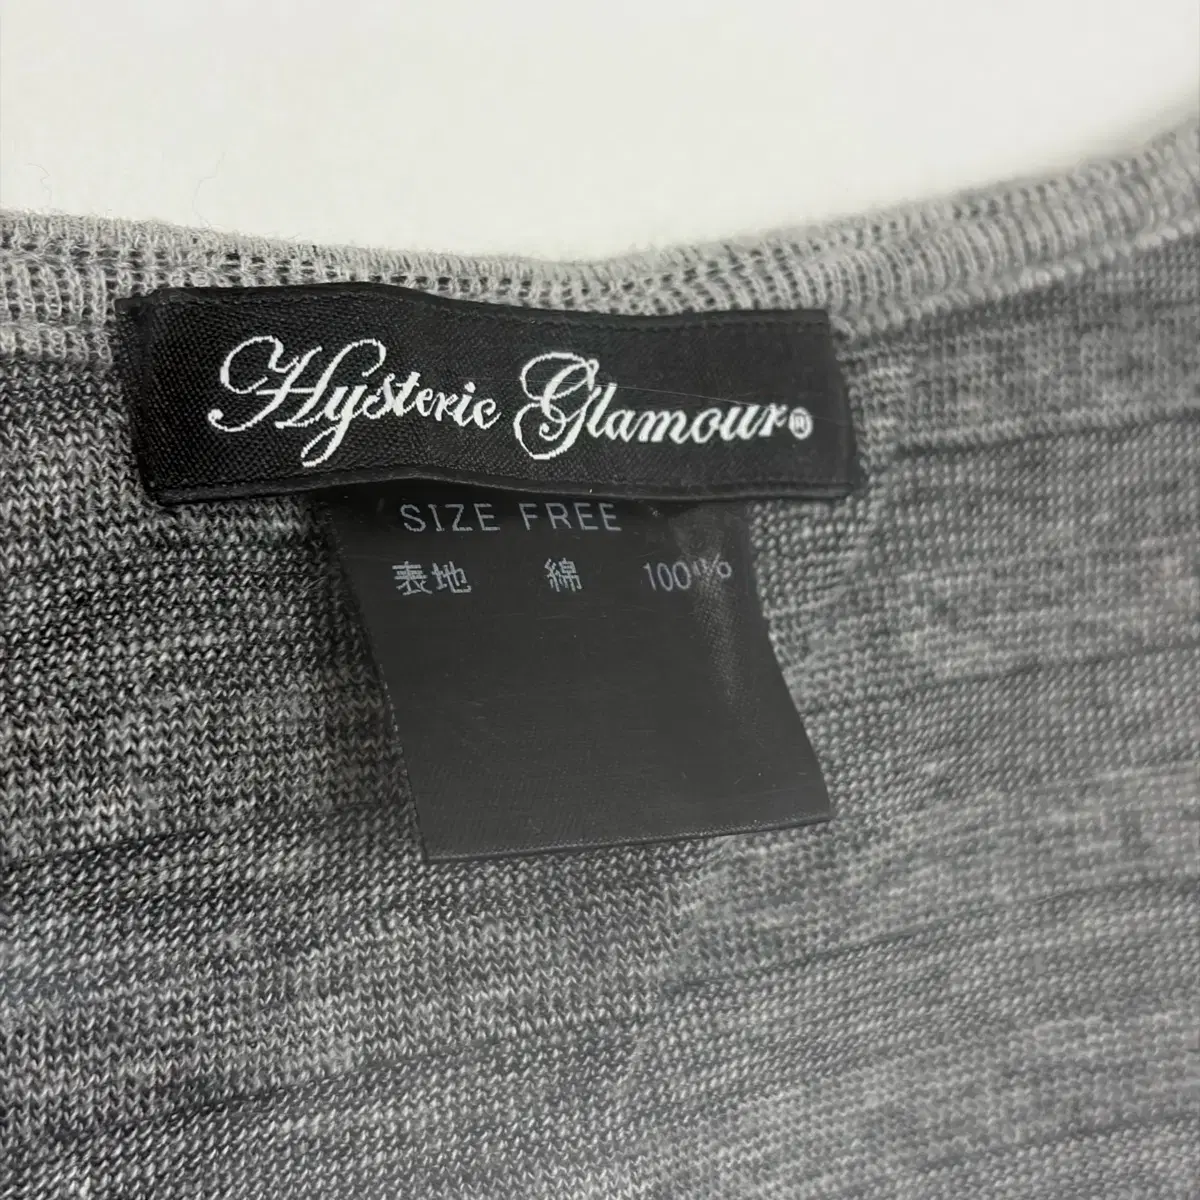 Hysteric Glamour®
SIZE FREE
表地 綿 100%